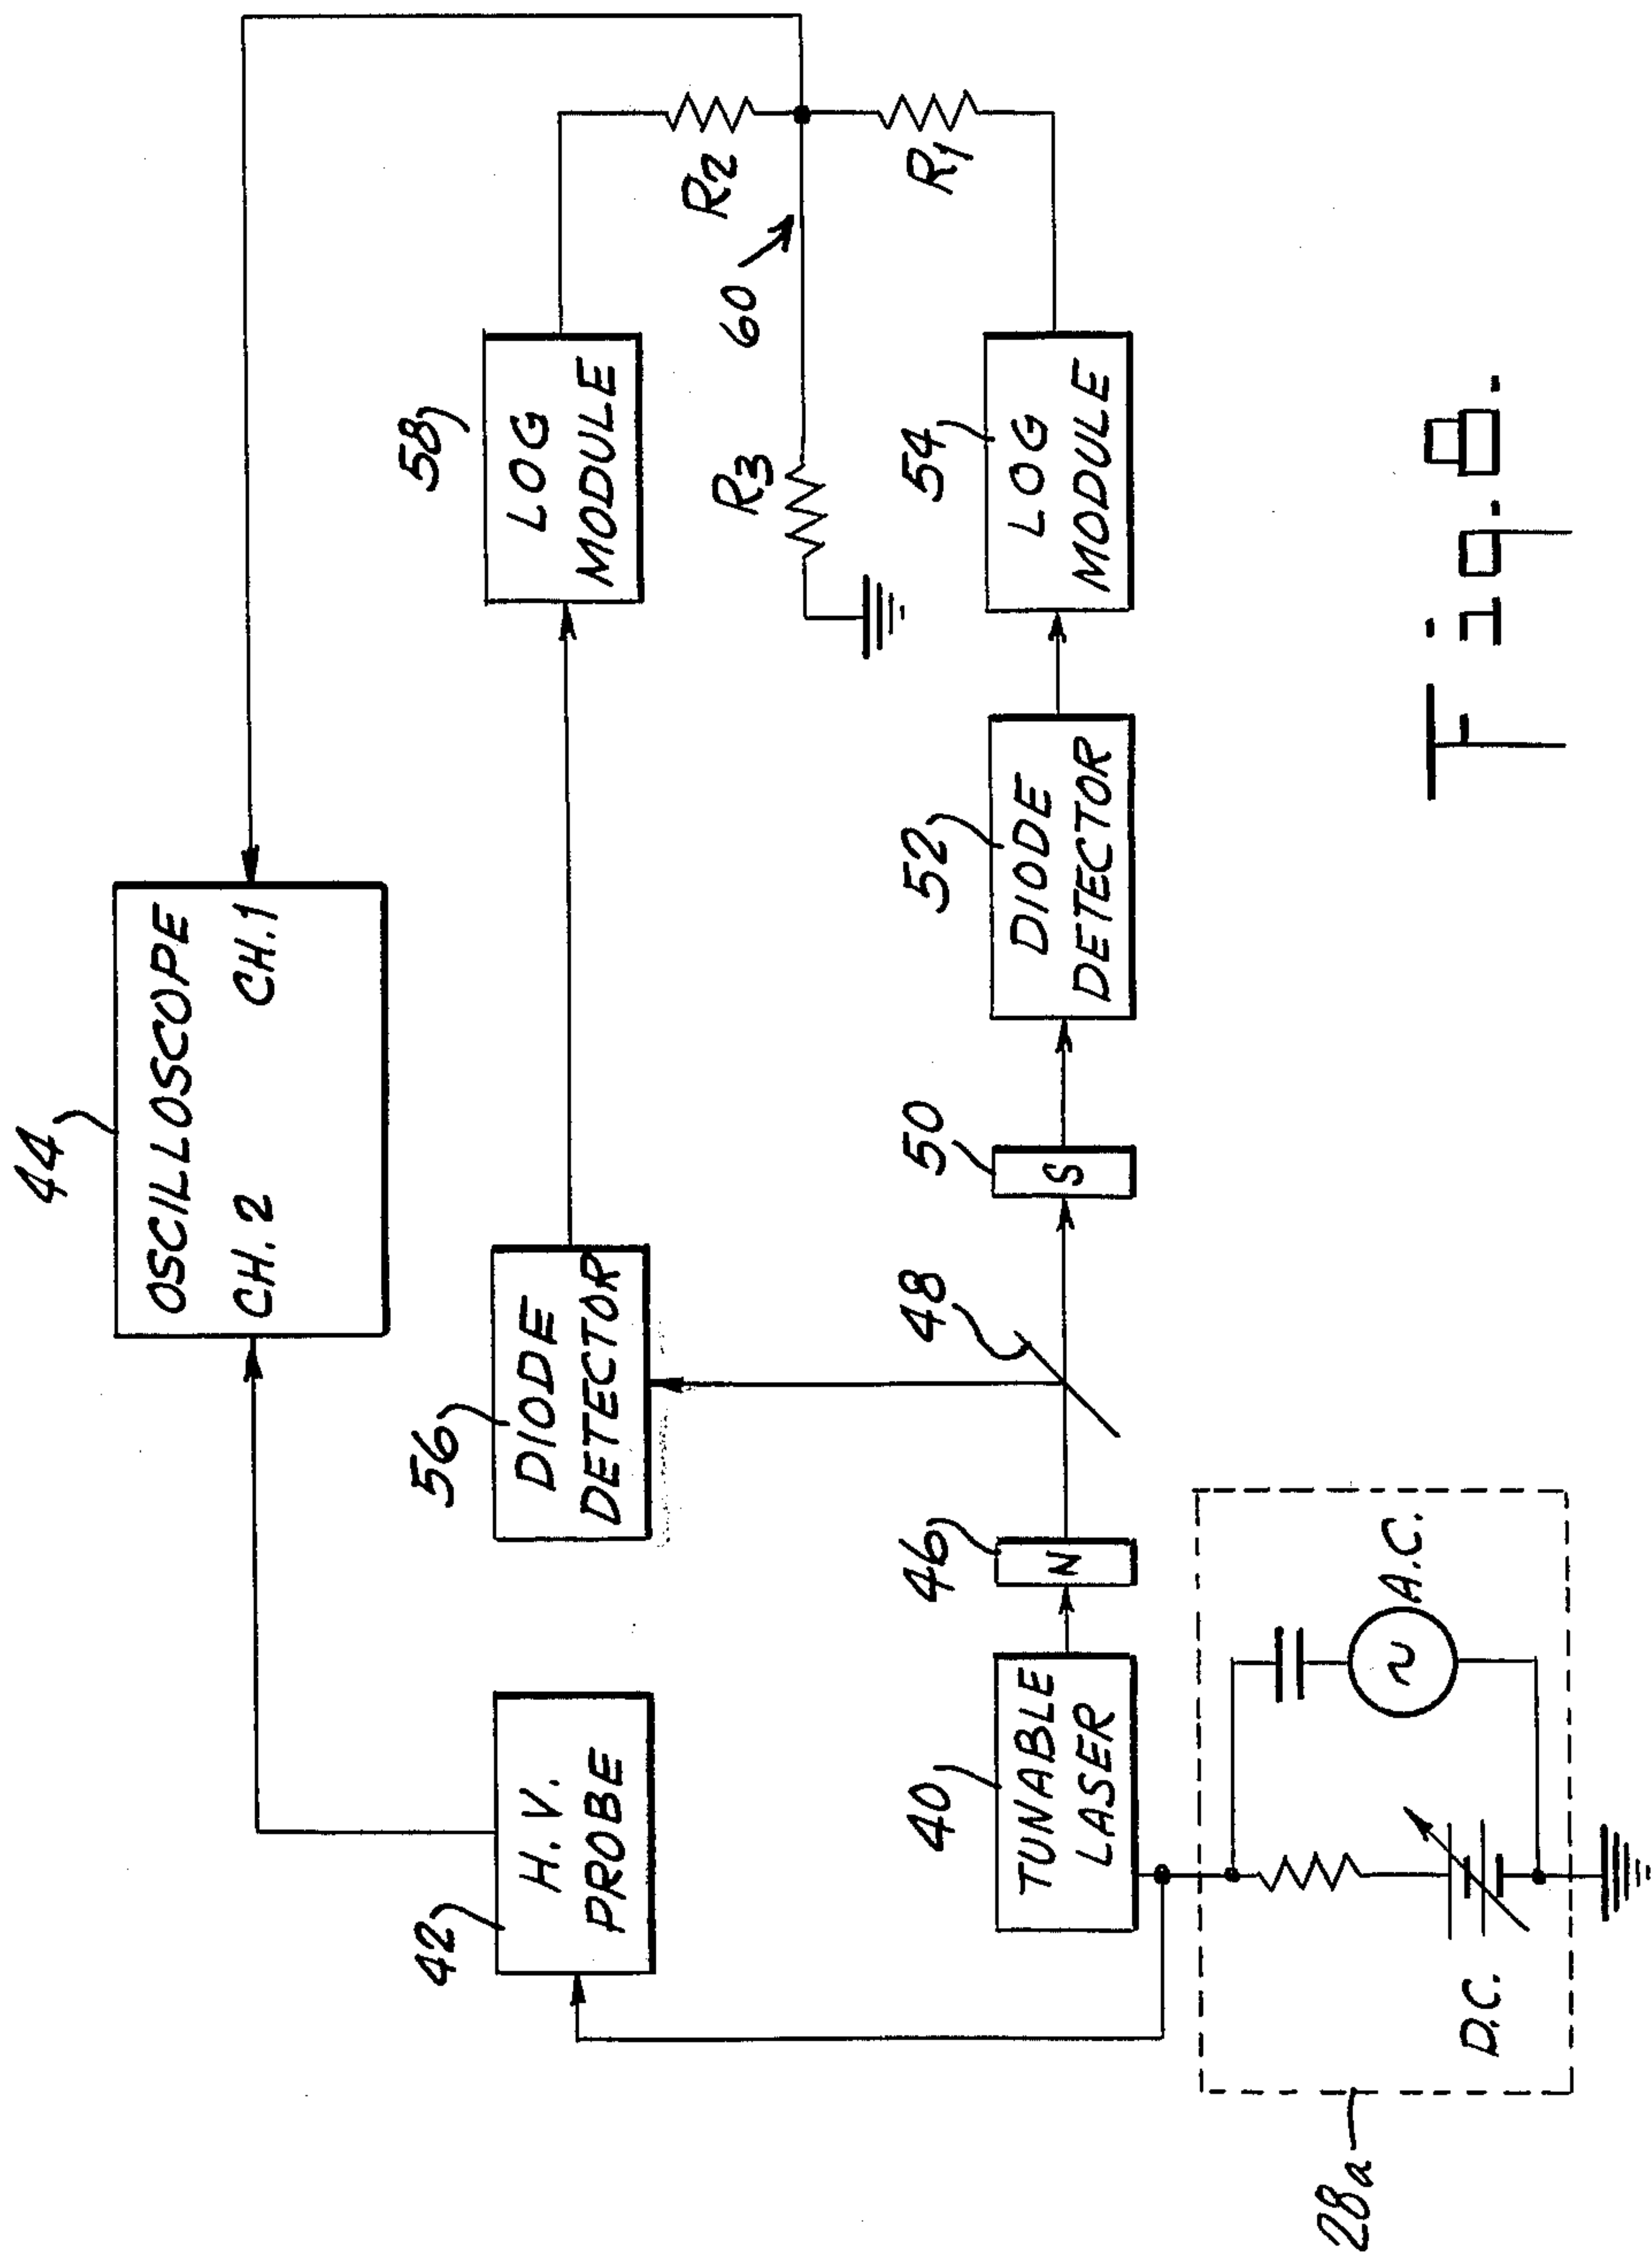 44
OSCILLOSCOPE
CH. 2 CH. 1
42
H. V.
PROBE
56
DIODE
DETECTOR
58
LOG
MODULE
R2
60
R3
R1
40
TUNABLE
LASER
46
N
48
50
S
52
DIODE
DETECTOR
54
LOG
MODULE
28a
D.C.
A.C.
Fig. 8.